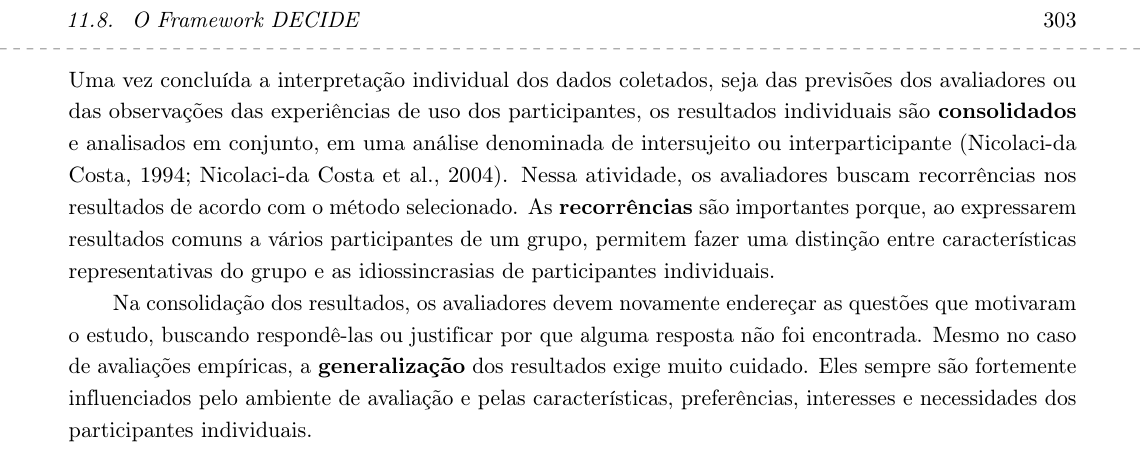 11.8. O Framework DECIDE 303
Uma vez concluída a interpretação individual dos dados coletados, seja das previsões dos avaliadores ou
das observações das experiências de uso dos participantes, os resultados individuais são consolidados
e analisados em conjunto, em uma análise denominada de intersujeito ou interparticipante (Nicolaci-da
Costa, 1994; Nicolaci-da Costa et al., 2004). Nessa atividade, os avaliadores buscam recorrências nos
resultados de acordo com o método selecionado. As recorrências são importantes porque, ao expressarem
resultados comuns a vários participantes de um grupo, permitem fazer uma distinção entre características
representativas do grupo e as idiossincrasias de participantes individuais.
Na consolidação dos resultados, os avaliadores devem novamente endereçar as questões que motivaram
o estudo, buscando respondê-las ou justificar por que alguma resposta não foi encontrada. Mesmo no caso
de avaliações empíricas, a generalização dos resultados exige muito cuidado. Eles sempre são fortemente
influenciados pelo ambiente de avaliação e pelas características, preferências, interesses e necessidades dos
participantes individuais.